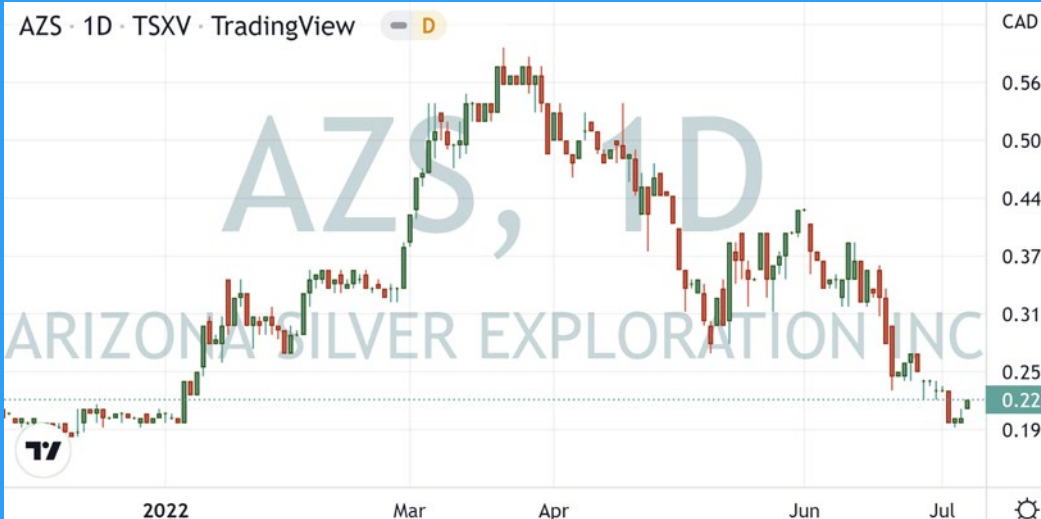 AZS · 1D · TSXV · TradingView D
CAD
0.56
0.50
0.44
0.37
0.31
0.25
0.22
0.19
AZS, 1D
ARIZONA SILVER EXPLORATION INC
2022 Mar Apr Jun Jul